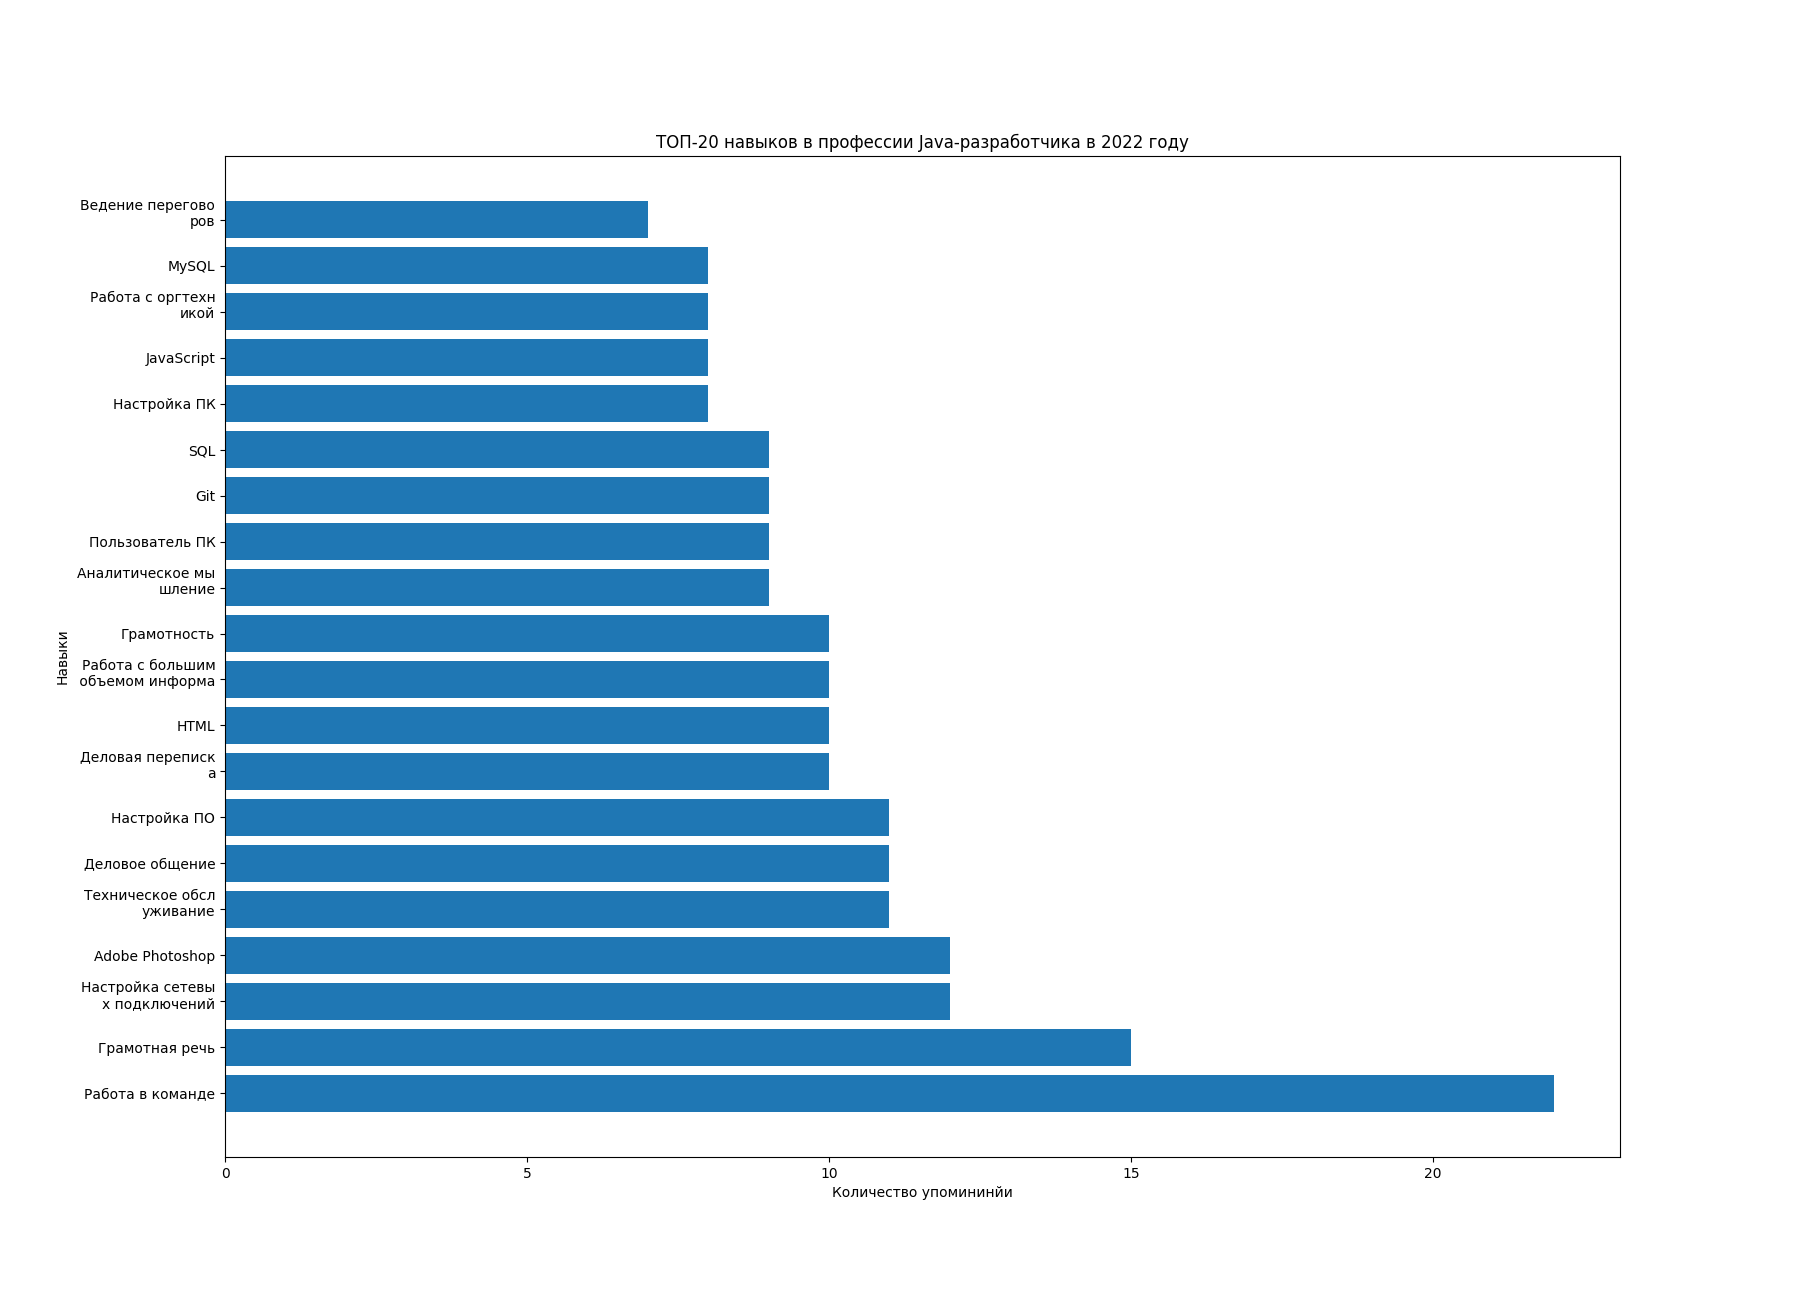 ТОП-20 навыков в профессии Java-разработчика в 2022 году
Ведение перегово
ров
MySQL
Работа с оргтехн
икой
JavaScript
Настройка ПК
SQL
Git
Пользователь ПК
Аналитическое мы
шление
Грамотность
Работа с большим
объемом информа
HTML
Деловая переписк
а
Настройка ПО
Деловое общение
Техническое обсл
уживание
Adobe Photoshop
Настройка сетевы
х подключений
Грамотная речь
Работа в команде
Навыки
0 5 10 15 20
Количество упомининйи